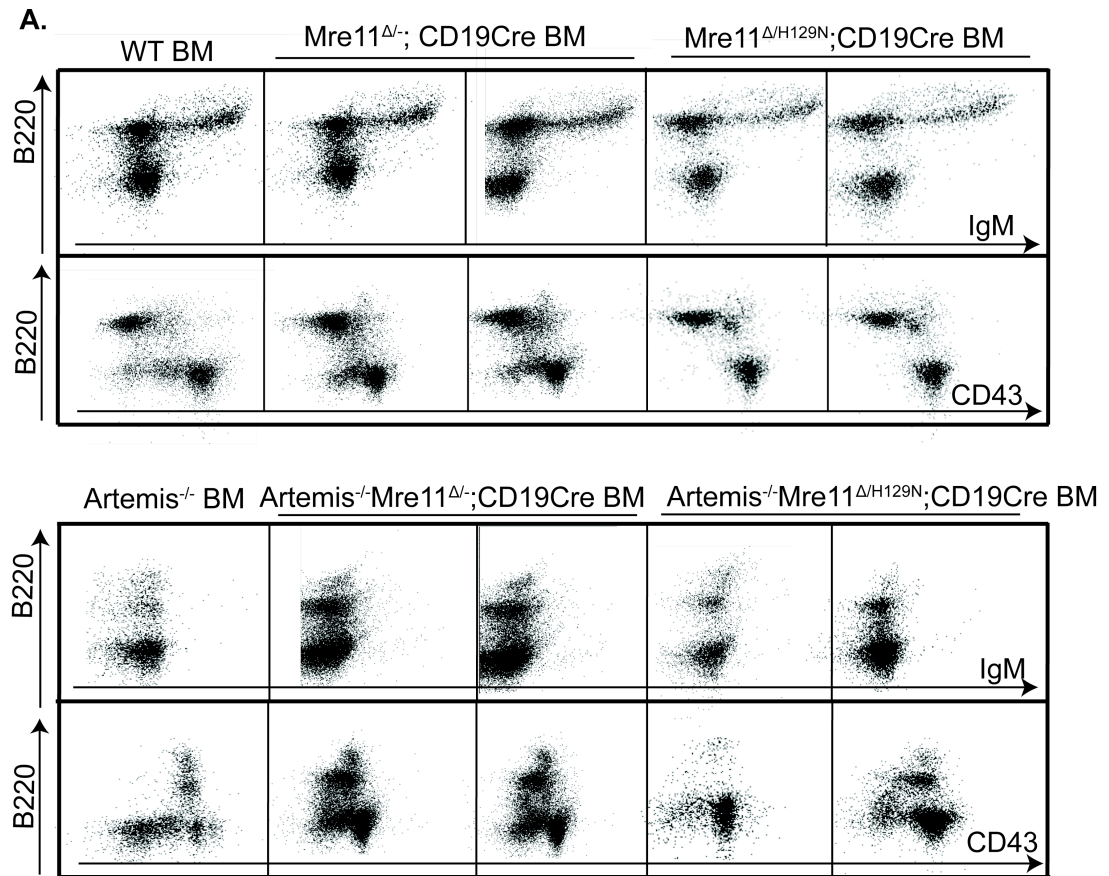 A.
WT BM
Mre11Δ/-; CD19Cre BM
Mre11Δ/H129N;CD19Cre BM
B220
IgM
B220
CD43
Artemis-/- BM
Artemis-/-Mre11Δ/-;CD19Cre BM
Artemis-/-Mre11Δ/H129N;CD19Cre BM
B220
IgM
B220
CD43